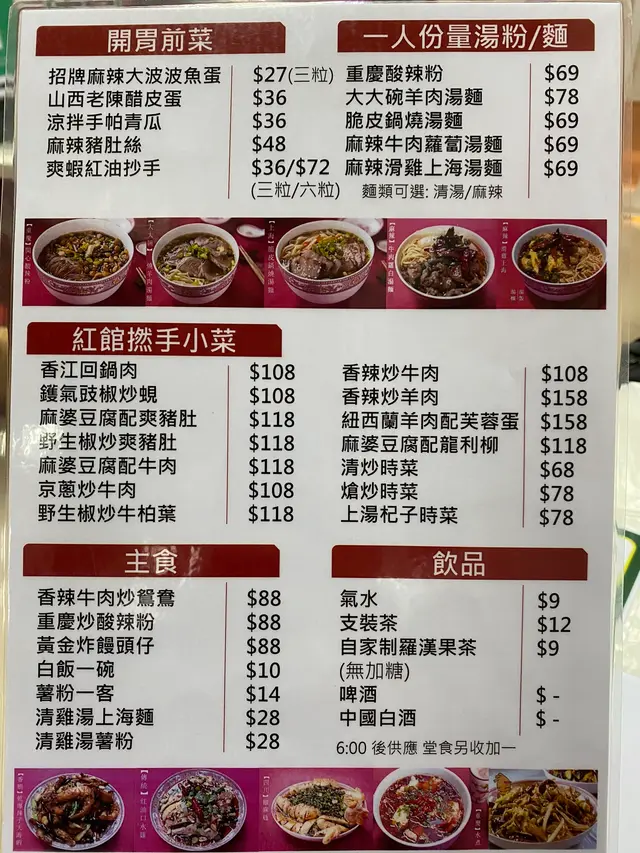 開胃前菜
招牌麻辣大波波魚蛋 $27(三粒)
山西老陳醋皮蛋 $36
涼拌手帕青瓜 $36
麻辣豬肚絲 $48
爽蝦紅油抄手 $36/$72
(三粒/六粒)
一人份量湯粉/麵
重慶酸辣粉 $69
大大碗羊肉湯麵 $78
脆皮鍋燒湯麵 $69
麻辣牛肉蘿蔔湯麵 $69
麻辣滑雞上海湯麵 $69
麵類可選: 清湯/麻辣
紅館撚手小菜
香江回鍋肉 $108
鑊氣豉椒炒蜆 $108
麻婆豆腐配爽豬肚 $118
野生椒炒爽豬肚 $118
麻婆豆腐配牛肉 $118
京蔥炒牛肉 $108
野生椒炒牛柏葉 $118
香辣炒牛肉 $108
香辣炒羊肉 $158
紐西蘭羊肉配芙蓉蛋 $158
麻婆豆腐配龍利柳 $118
清炒時菜 $68
熗炒時菜 $78
上湯杞子時菜 $78
主食
香辣牛肉炒鴛鴦 $88
重慶炒酸辣粉 $88
黃金炸饅頭仔 $88
白飯一碗 $10
薯粉一客 $14
清雞湯上海麵 $28
清雞湯薯粉 $28
飲品
氣水 $9
支裝茶 $12
自家制羅漢果茶 $9
(無加糖)
啤酒 $ -
中國白酒 $ -
6:00 後供應 堂食另收加一